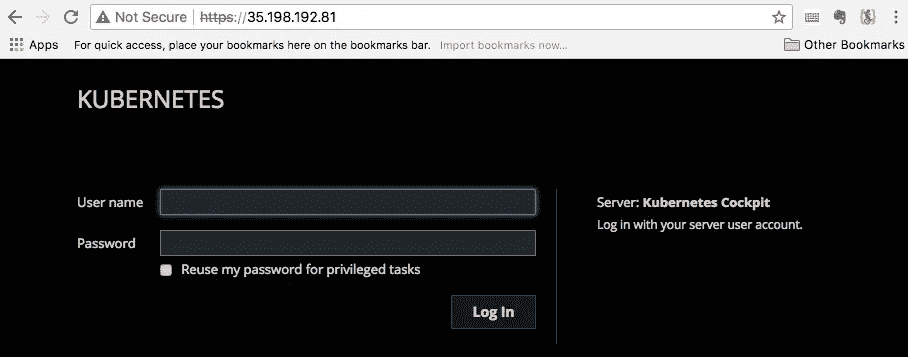 Not Secure https://35.198.192.81
Apps For quick access, place your bookmarks here on the bookmarks bar. Import bookmarks now... Other Bookmarks
KUBERNETES
User name
Server: Kubernetes Cockpit
Log in with your server user account.
Password
Reuse my password for privileged tasks
Log In